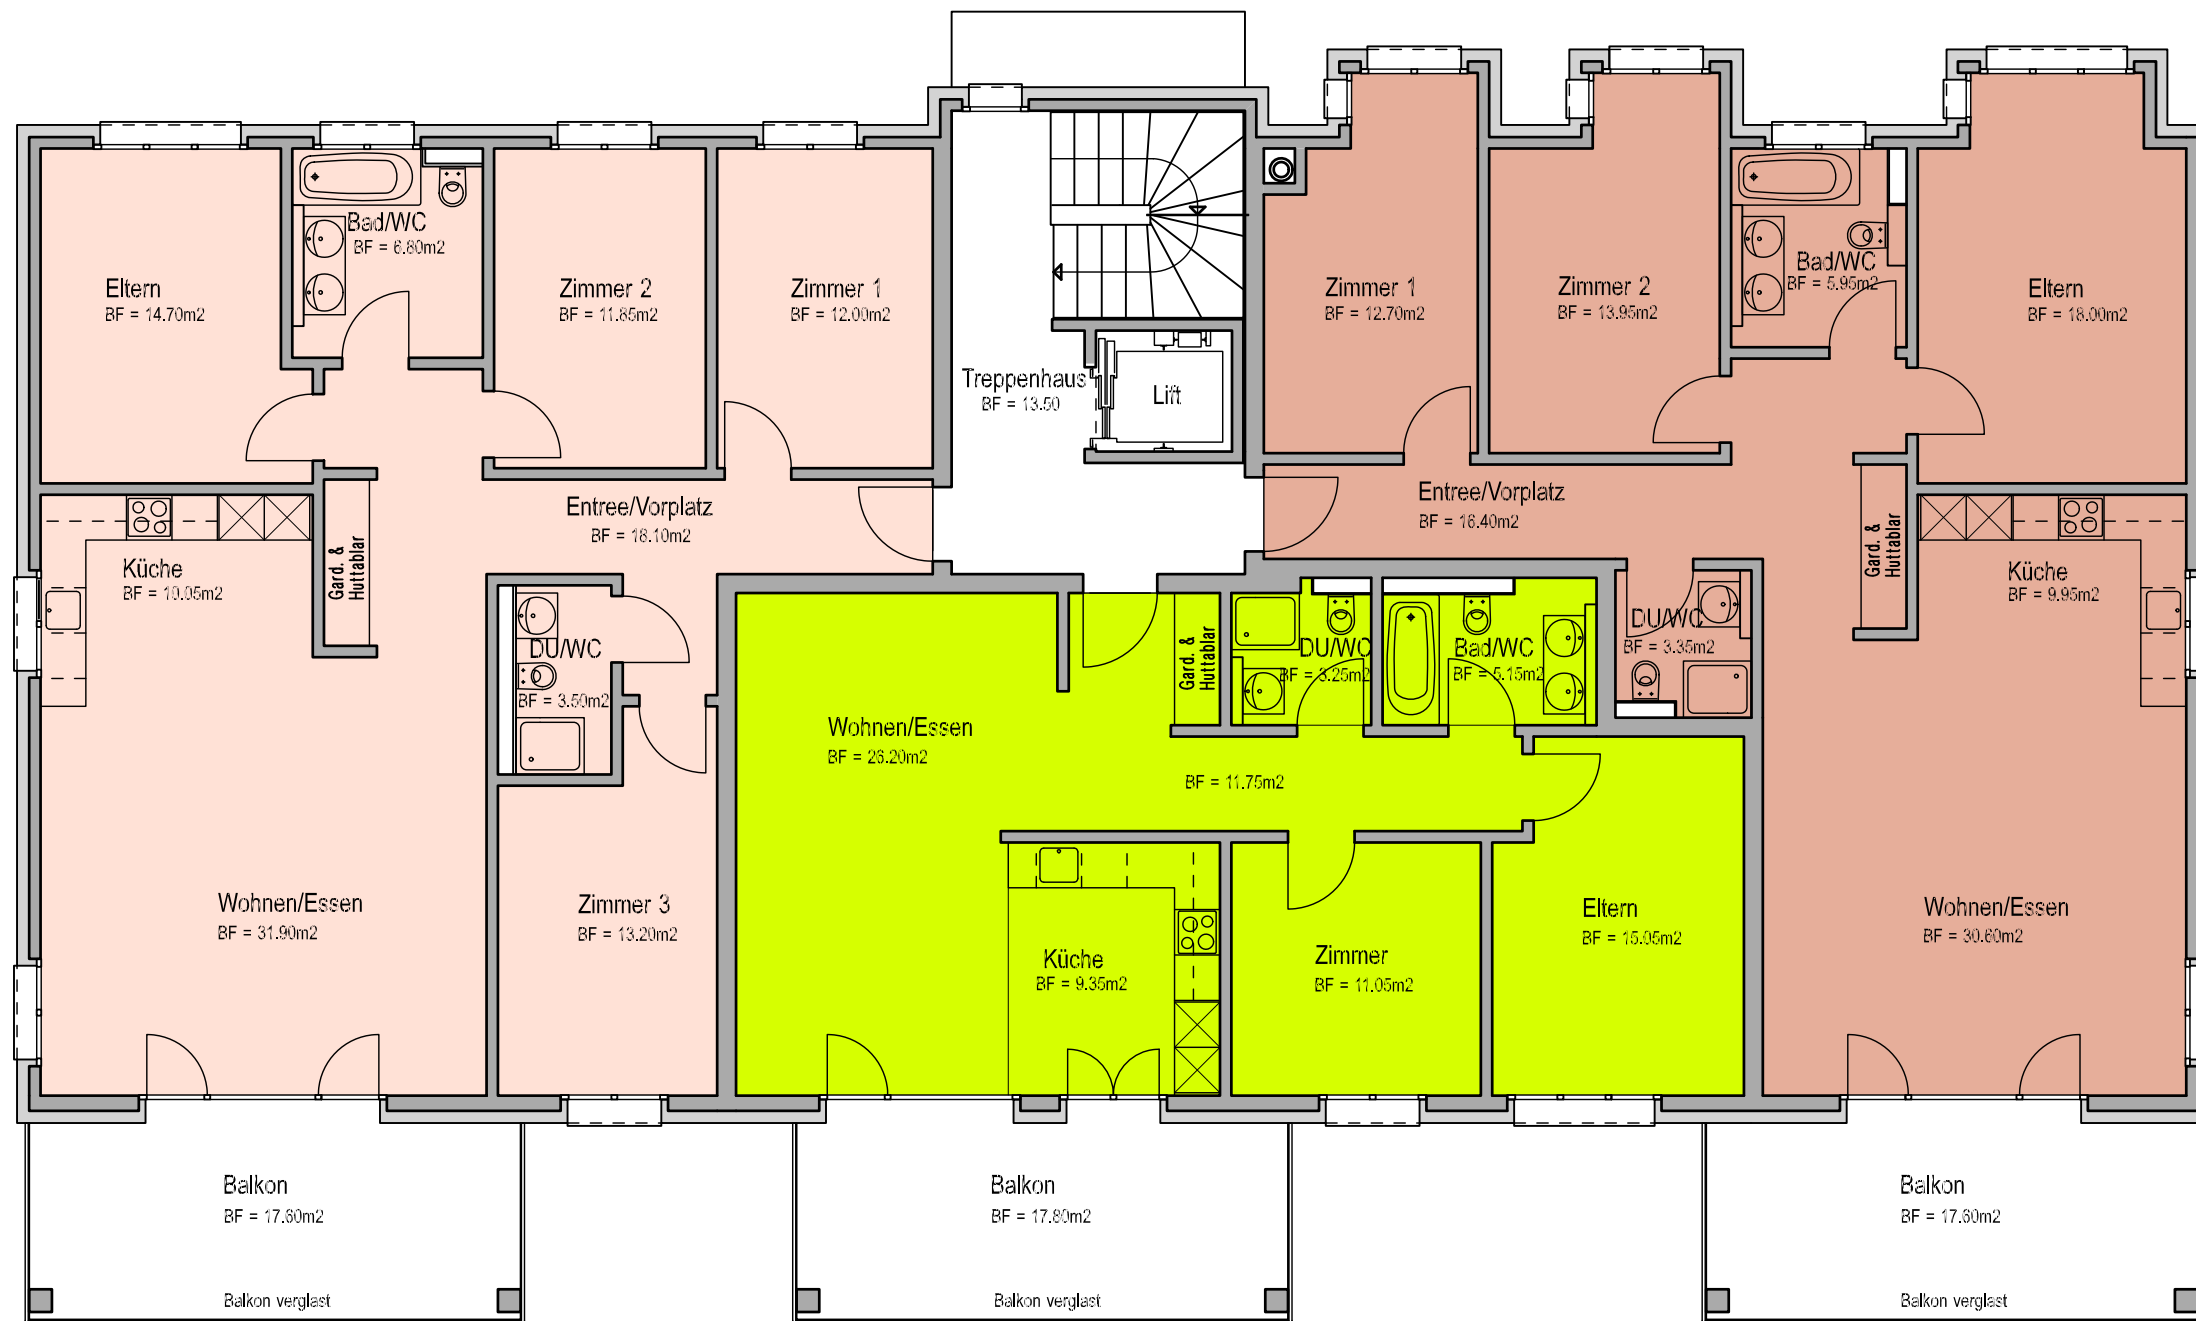 Eltern
BF = 14.70m2
Bad/WC
BF = 6.80m2
Zimmer 2
BF = 11.85m2
Zimmer 1
BF = 12.00m2
Treppenhaus
BF = 13.50
Lift
Zimmer 1
BF = 12.70m2
Zimmer 2
BF = 13.95m2
Bad/WC
BF = 5.95m2
Eltern
BF = 18.00m2
Entree/Vorplatz
BF = 18.10m2
Entree/Vorplatz
BF = 16.40m2
Küche
BF = 10.05m2
Gard. &
Huttablar
DU/WC
BF = 3.50m2
Gard. &
Huttablar
DU/WC
BF = 3.25m2
Bad/WC
BF = 5.15m2
DU/WC
BF = 3.35m2
Gard. &
Huttablar
Küche
BF = 9.95m2
Wohnen/Essen
BF = 26.20m2
BF = 11.75m2
Wohnen/Essen
BF = 31.90m2
Zimmer 3
BF = 13.20m2
Küche
BF = 9.35m2
Zimmer
BF = 11.05m2
Eltern
BF = 15.05m2
Wohnen/Essen
BF = 30.60m2
Balkon
BF = 17.60m2
Balkon verglast
Balkon
BF = 17.80m2
Balkon verglast
Balkon
BF = 17.60m2
Balkon verglast